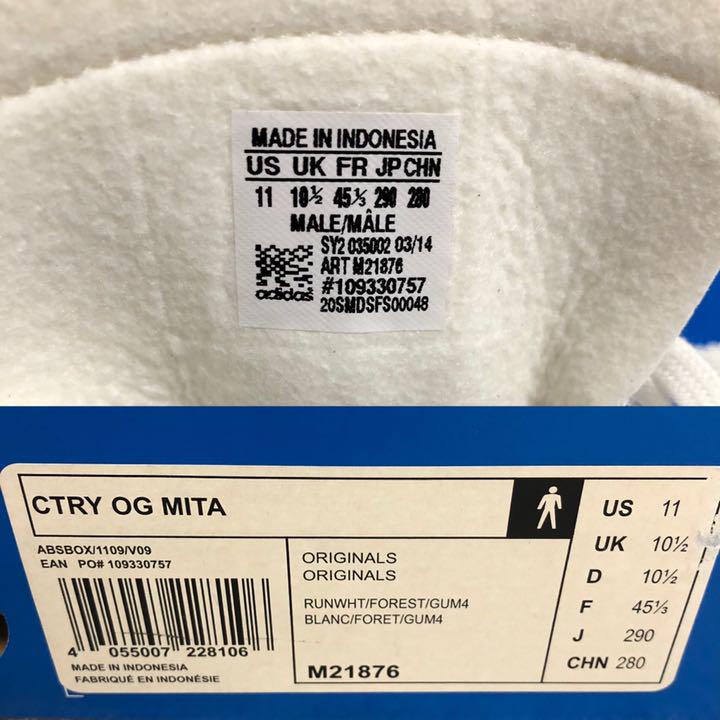 MADE IN INDONESIA
US UK FR JP CHN
11 10½ 45⅓ 290 280
MALE/MÂLE
SY2 035002 03/14
ART M21876
#109330757
adidas 20SMDSFS00048
CTRY OG MITA
ABSBOX/1109/V09
EAN PO# 109330757
4 055007 228106
MADE IN INDONESIA
FABRIQUÉ EN INDONÉSIE
ORIGINALS
ORIGINALS
RUNWHT/FOREST/GUM4
BLANC/FORET/GUM4
M21876
US 11
UK 10½
D 10½
F 45⅓
J 290
CHN 280